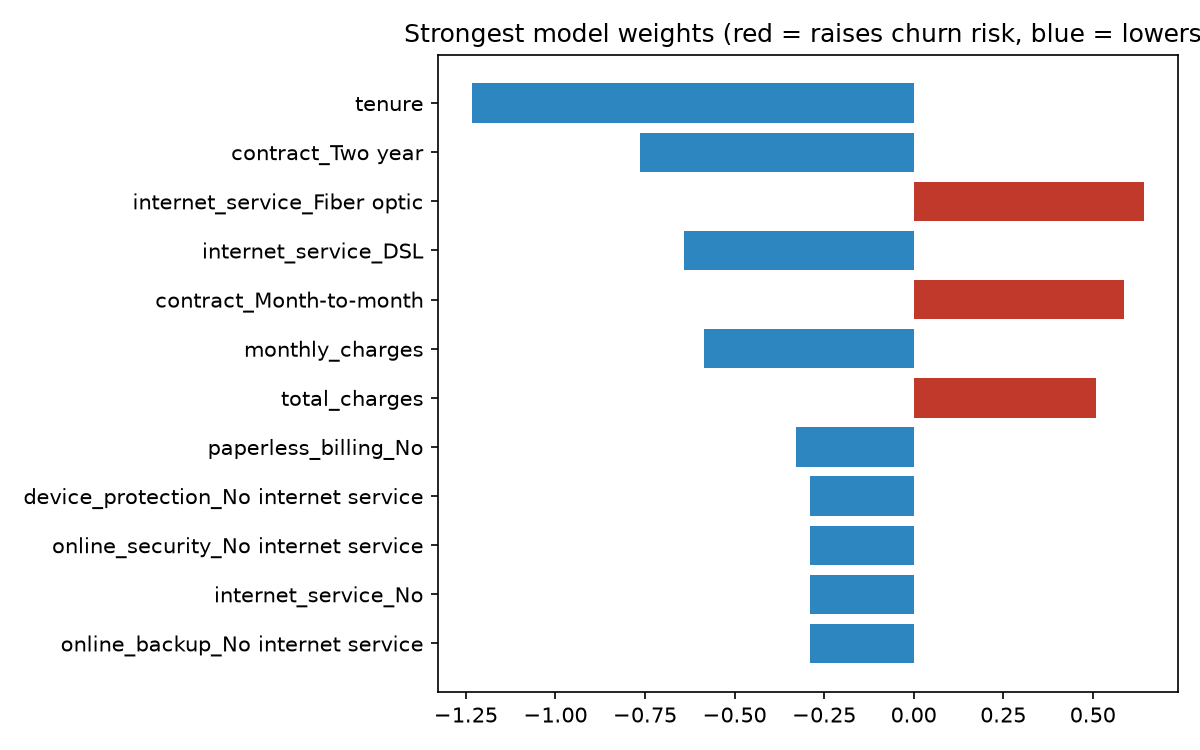 Strongest model weights (red = raises churn risk, blue = lowers
tenure
contract_Two year
internet_service_Fiber optic
internet_service_DSL
contract_Month-to-month
monthly_charges
total_charges
paperless_billing_No
device_protection_No internet service
online_security_No internet service
internet_service_No
online_backup_No internet service
−1.25 −1.00 −0.75 −0.50 −0.25 0.00 0.25 0.50